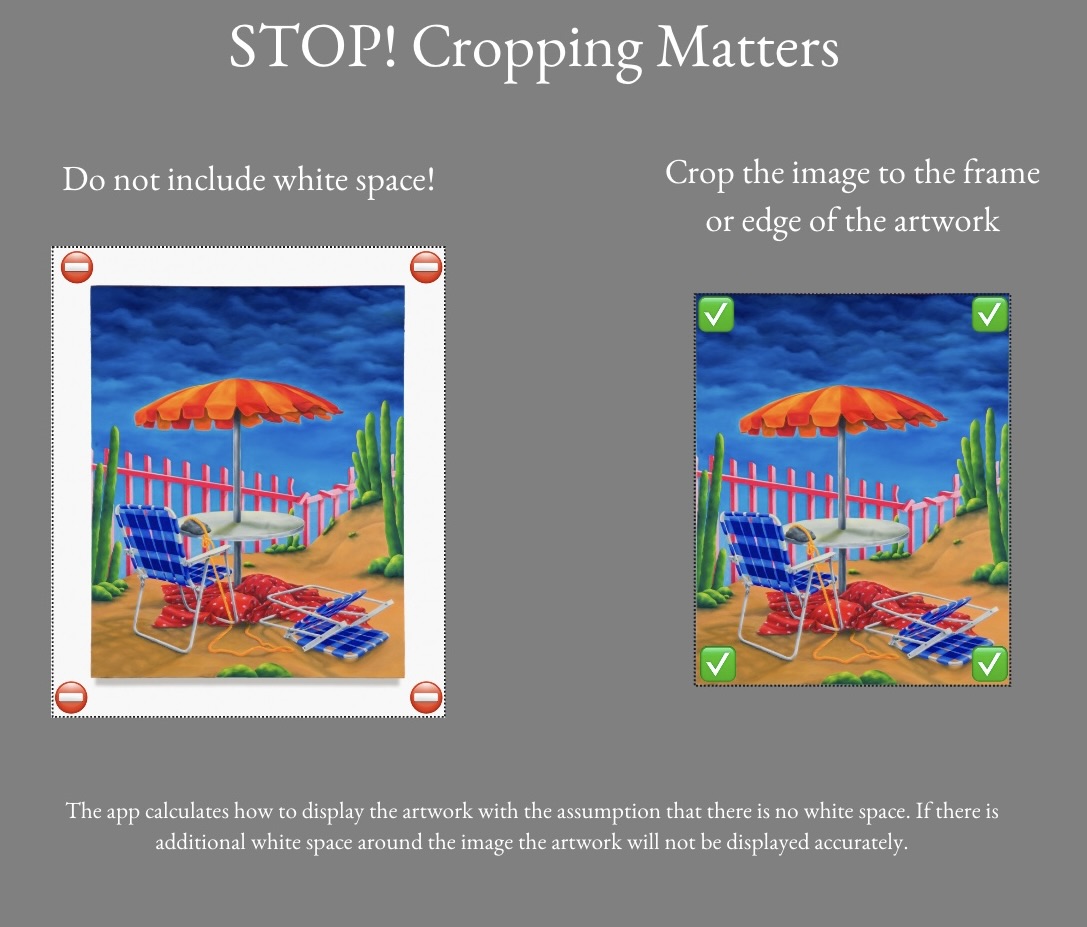 STOP! Cropping Matters
Do not include white space!
Crop the image to the frame
or edge of the artwork
The app calculates how to display the artwork with the assumption that there is no white space. If there is
additional white space around the image the artwork will not be displayed accurately.